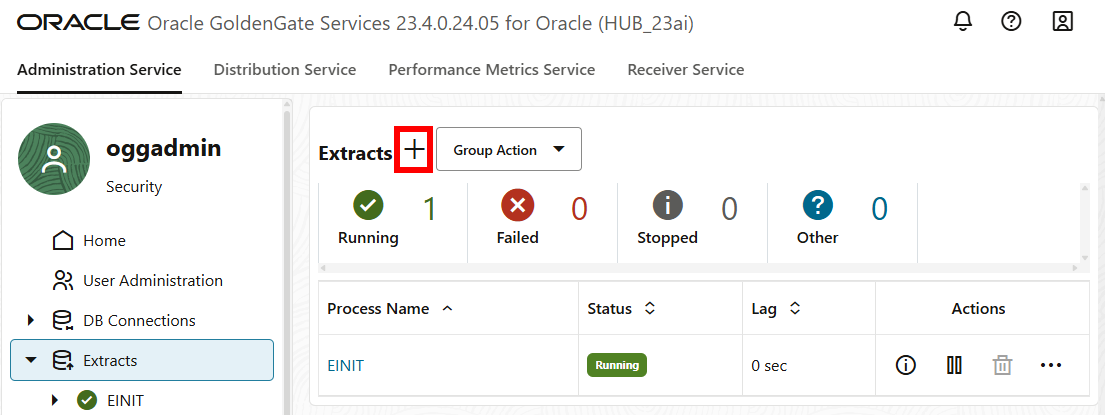 ORACLE Oracle GoldenGate Services 23.4.0.24.05 for Oracle (HUB_23ai)
Administration Service Distribution Service Performance Metrics Service Receiver Service
oggadmin
Security
Home
User Administration
DB Connections
Extracts
EINIT
Extracts Group Action
1 0 0 0
Running Failed Stopped Other
Process Name Status Lag Actions
EINIT Running 0 sec